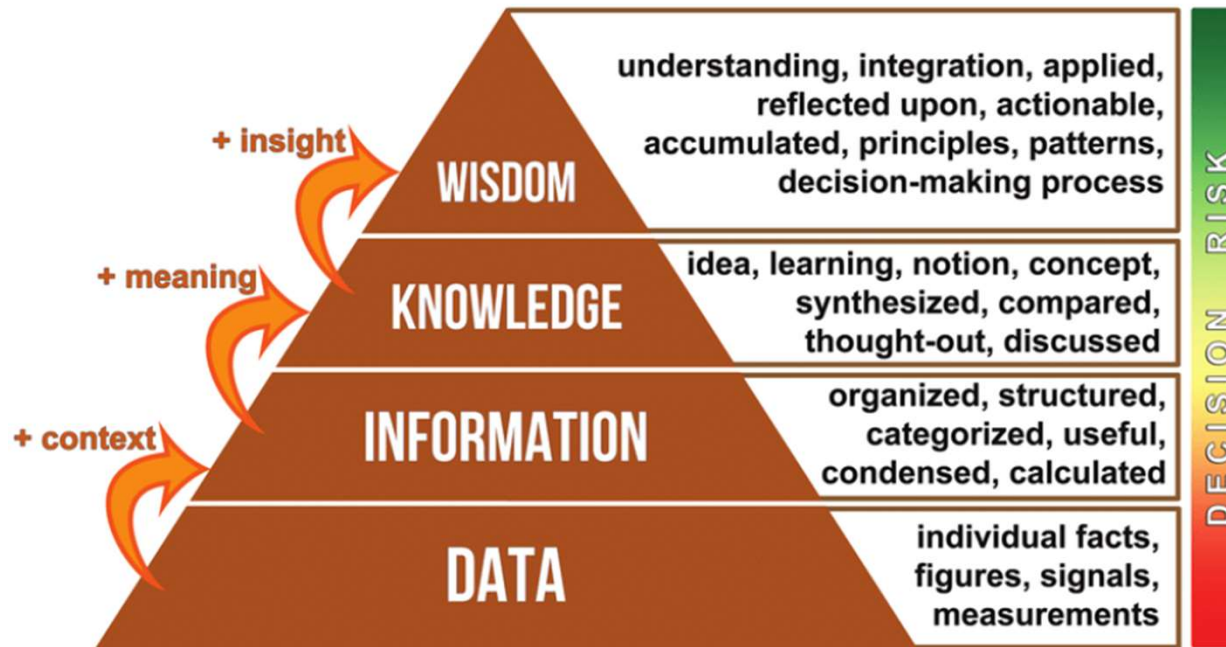 understanding, integration, applied,
reflected upon, actionable,
accumulated, principles, patterns,
decision-making process
+ insight
WISDOM
idea, learning, notion, concept,
synthesized, compared,
thought-out, discussed
+ meaning
KNOWLEDGE
organized, structured,
categorized, useful,
condensed, calculated
+ context
INFORMATION
individual facts,
figures, signals,
measurements
DATA
DECISION RISK